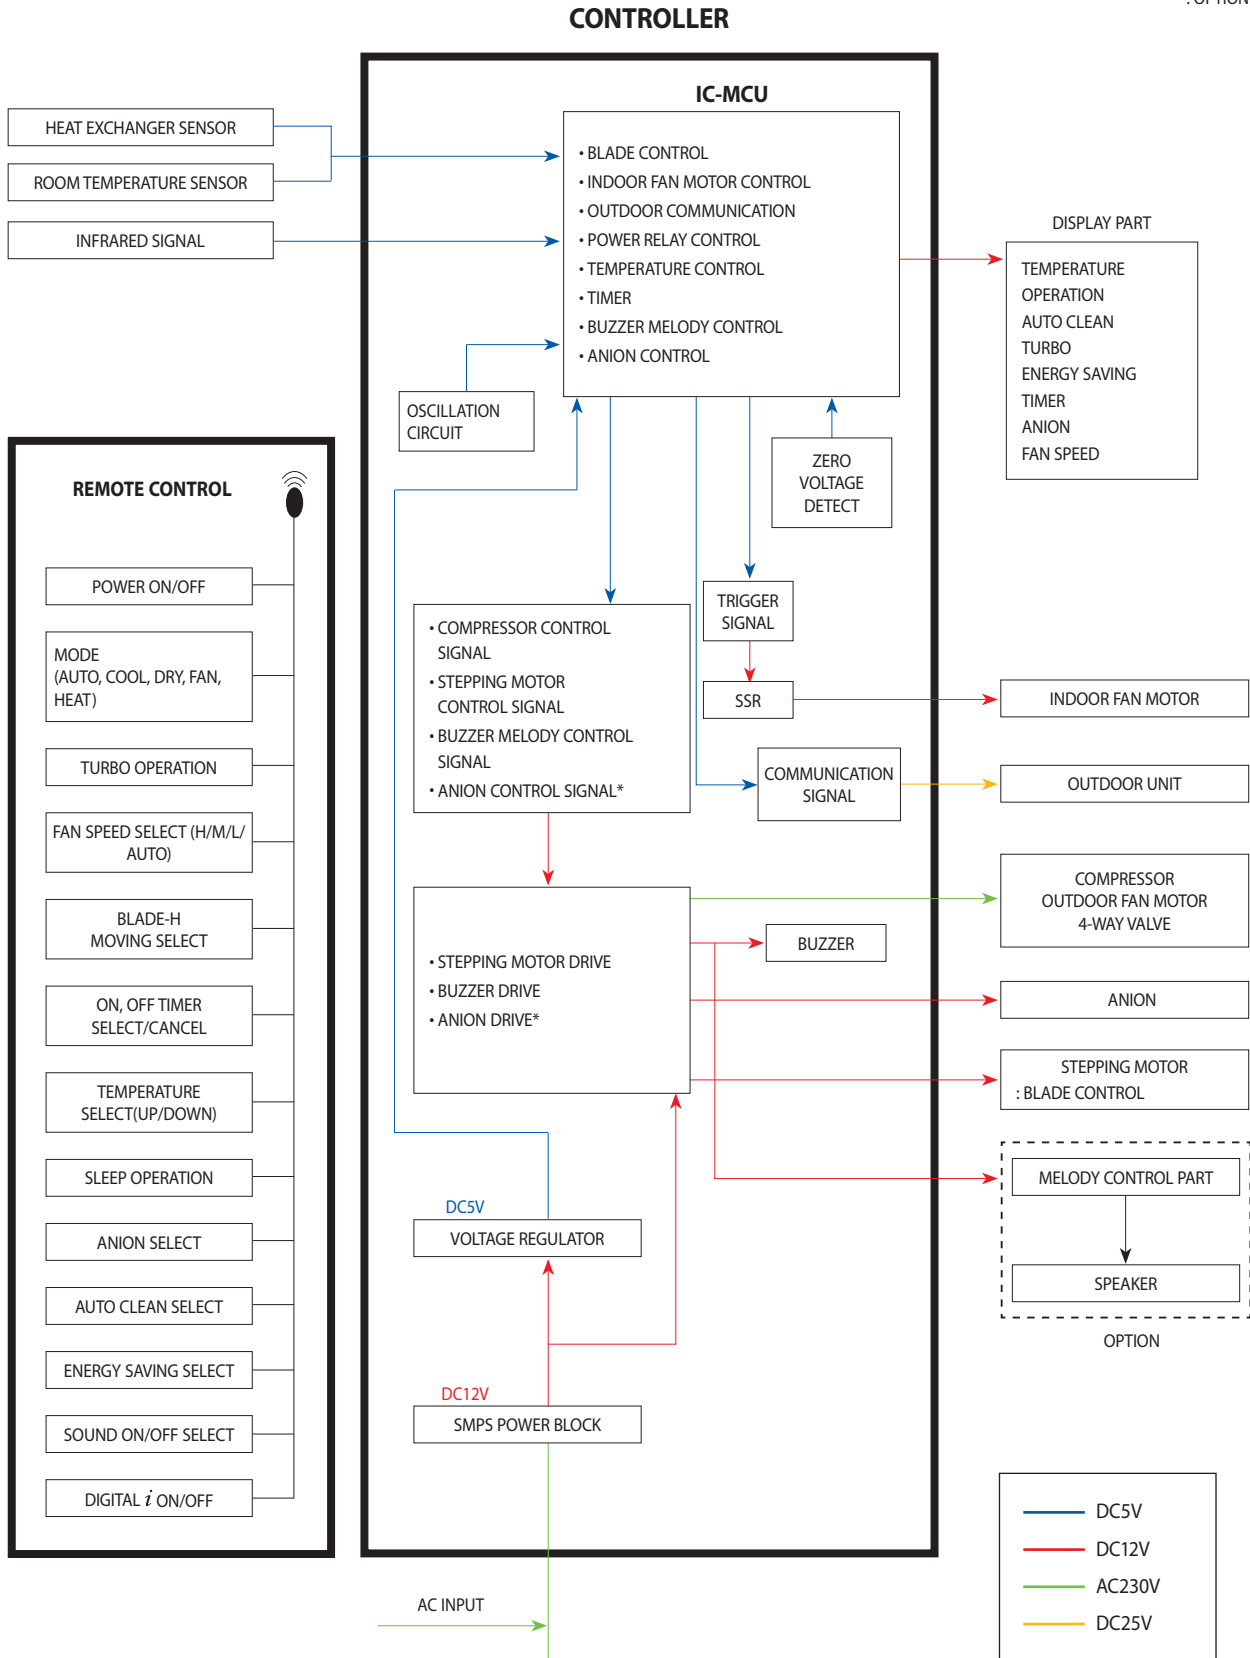 : OPTION
CONTROLLER
IC-MCU
HEAT EXCHANGER SENSOR
ROOM TEMPERATURE SENSOR
INFRARED SIGNAL
• BLADE CONTROL
• INDOOR FAN MOTOR CONTROL
• OUTDOOR COMMUNICATION
• POWER RELAY CONTROL
• TEMPERATURE CONTROL
• TIMER
• BUZZER MELODY CONTROL
• ANION CONTROL
DISPLAY PART
TEMPERATURE
OPERATION
AUTO CLEAN
TURBO
ENERGY SAVING
TIMER
ANION
FAN SPEED
OSCILLATION
CIRCUIT
ZERO
VOLTAGE
DETECT
REMOTE CONTROL
POWER ON/OFF
MODE
(AUTO, COOL, DRY, FAN,
HEAT)
TURBO OPERATION
FAN SPEED SELECT (H/M/L/
AUTO)
BLADE-H
MOVING SELECT
ON, OFF TIMER
SELECT/CANCEL
TEMPERATURE
SELECT(UP/DOWN)
SLEEP OPERATION
ANION SELECT
AUTO CLEAN SELECT
ENERGY SAVING SELECT
SOUND ON/OFF SELECT
DIGITAL i ON/OFF
• COMPRESSOR CONTROL
SIGNAL
• STEPPING MOTOR
CONTROL SIGNAL
• BUZZER MELODY CONTROL
SIGNAL
• ANION CONTROL SIGNAL*
TRIGGER
SIGNAL
SSR
INDOOR FAN MOTOR
COMMUNICATION
SIGNAL
OUTDOOR UNIT
COMPRESSOR
OUTDOOR FAN MOTOR
4-WAY VALVE
• STEPPING MOTOR DRIVE
• BUZZER DRIVE
• ANION DRIVE*
BUZZER
ANION
STEPPING MOTOR
: BLADE CONTROL
MELODY CONTROL PART
SPEAKER
OPTION
DC5V
VOLTAGE REGULATOR
DC12V
SMPS POWER BLOCK
AC INPUT
DC5V
DC12V
AC230V
DC25V